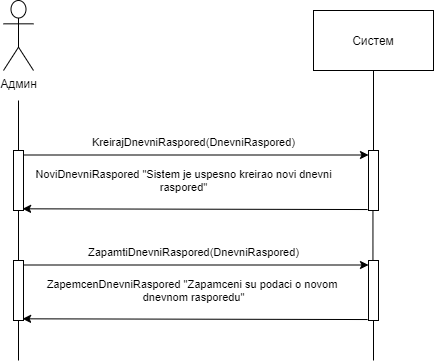 Админ
Систем
KreirajDnevniRaspored(DnevniRaspored)
NoviDnevniRaspored "Sistem je uspesno kreirao novi dnevni
raspored"
ZapamtiDnevniRaspored(DnevniRaspored)
ZapemcenDnevniRaspored "Zapamceni su podaci o novom
dnevnom rasporedu"